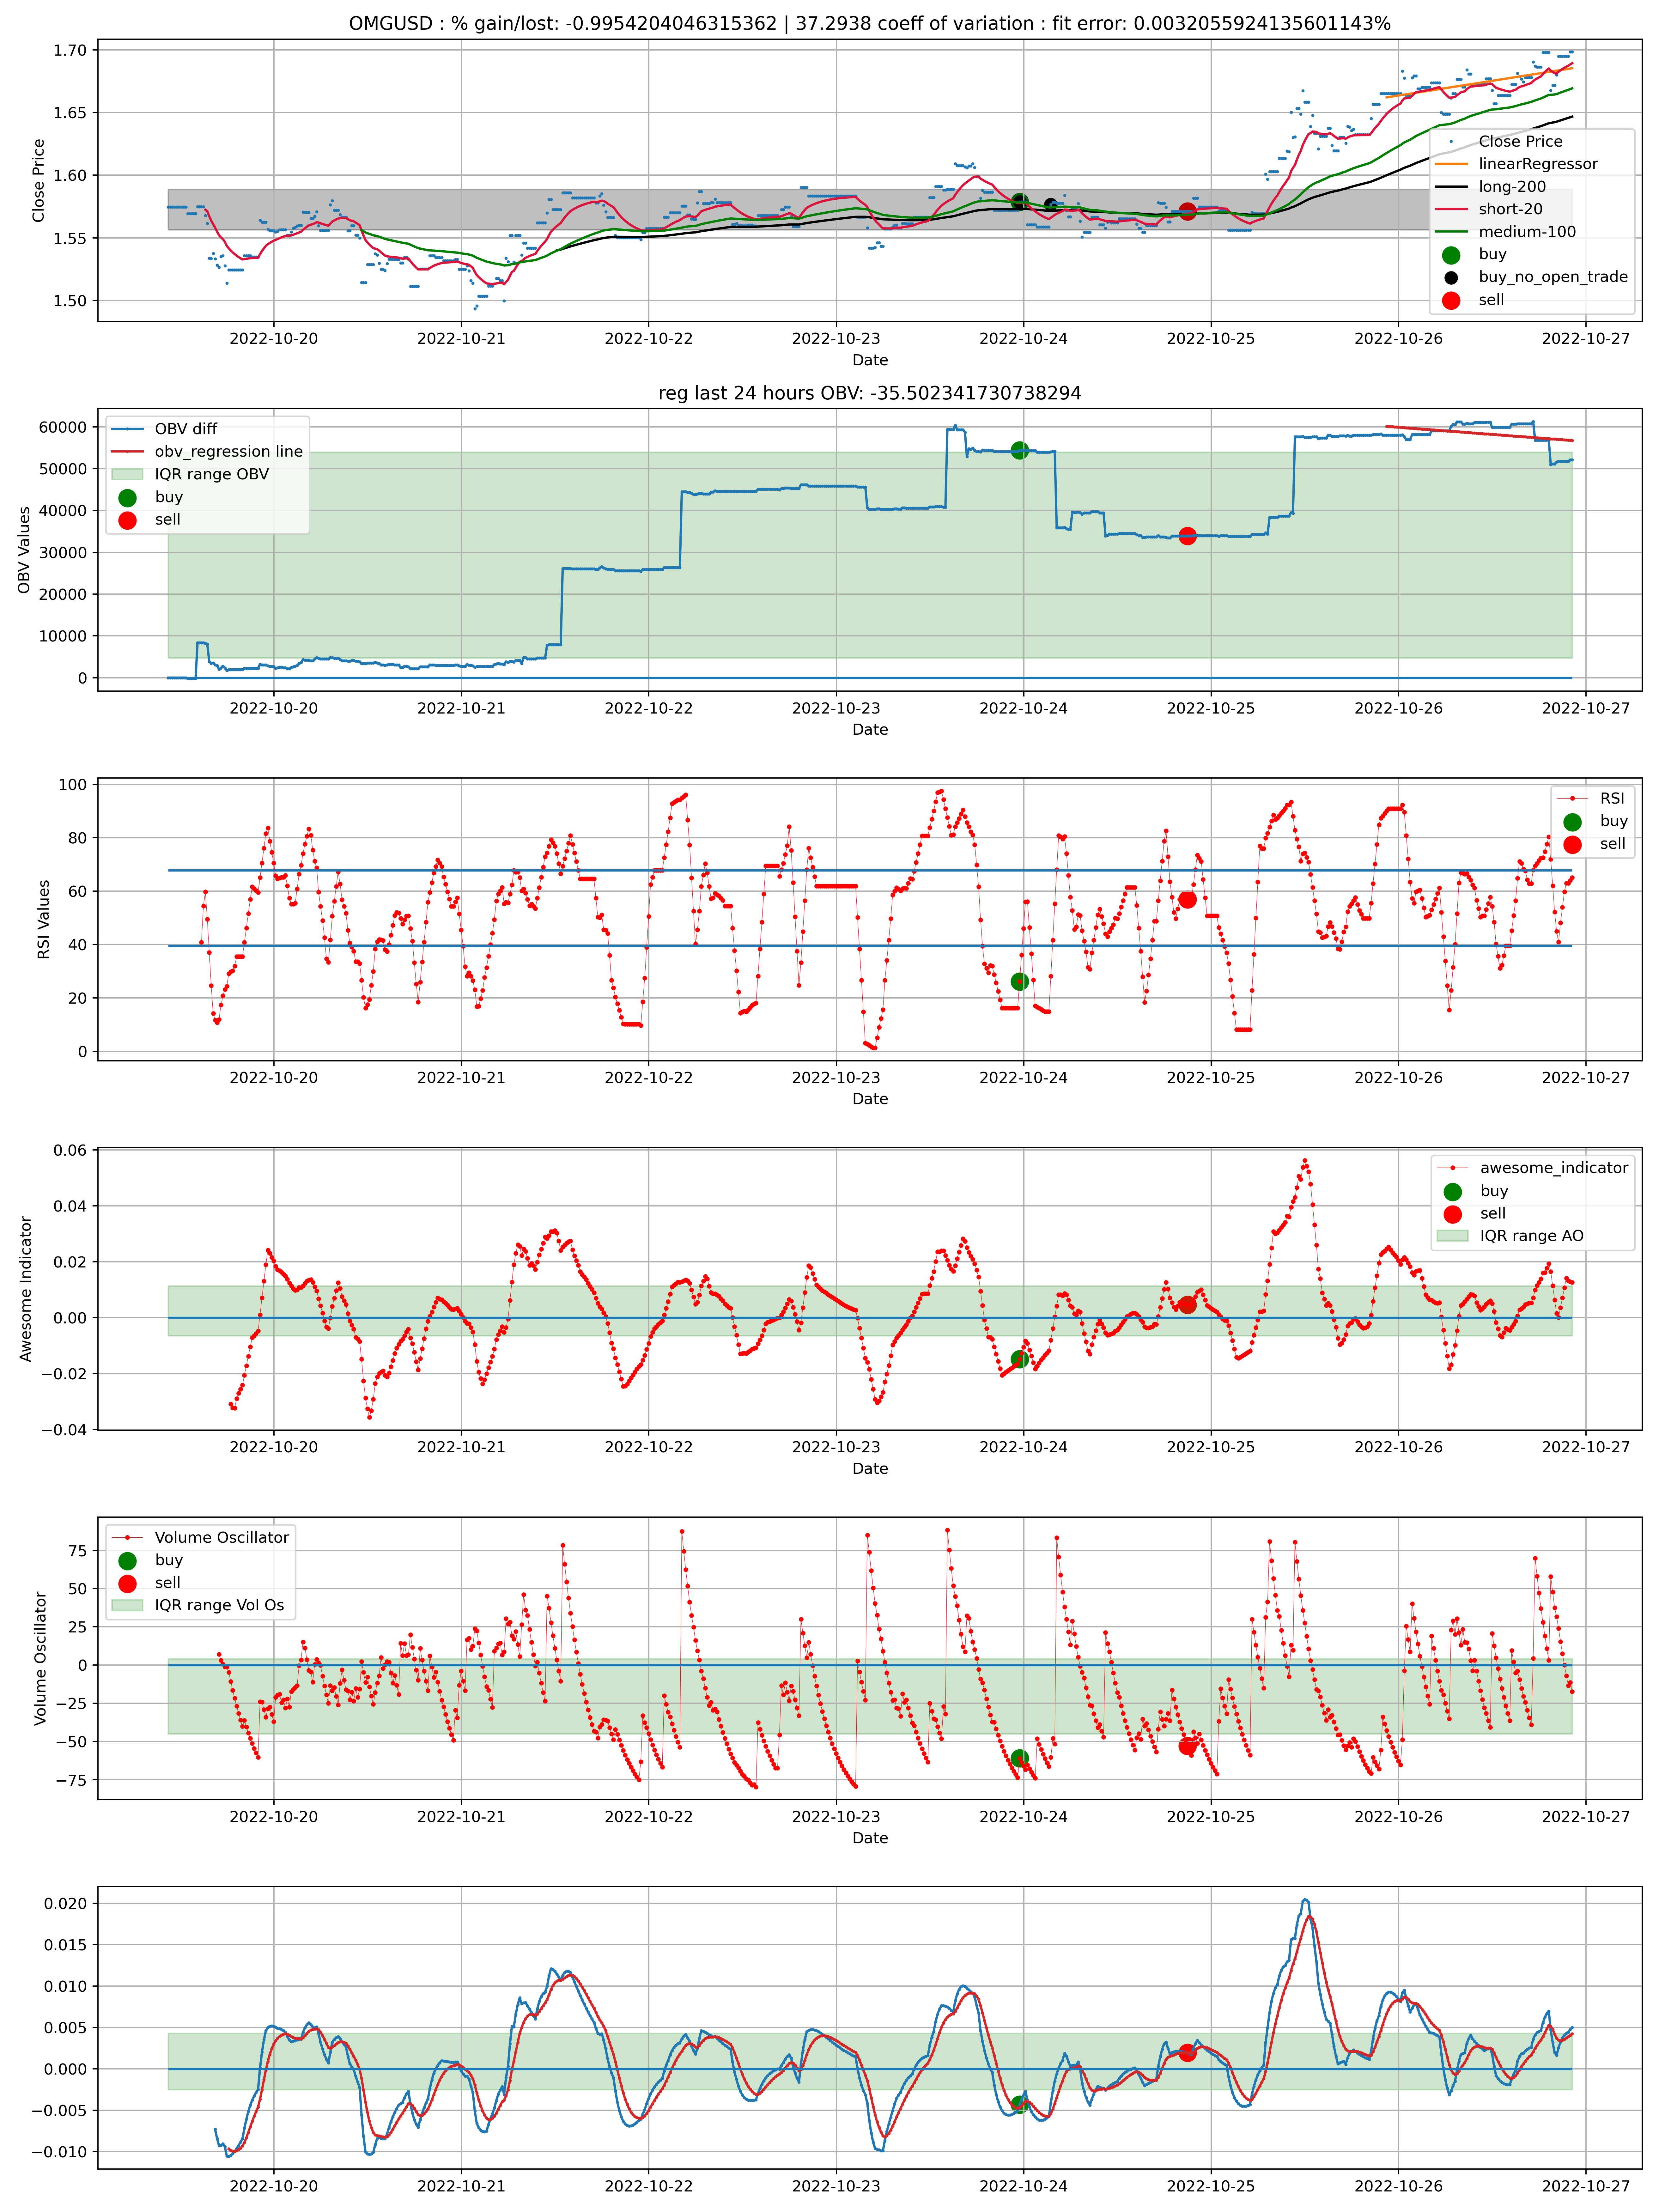 OMGUSD : % gain/lost: -0.9954204046315362 | 37.2938 coeff of variation : fit error: 0.0032055924135601143%
1.70
1.65
1.60
1.55
1.50
Close Price
Close Price
linearRegressor
long-200
short-20
medium-100
buy
buy_no_open_trade
sell
2022-10-20 2022-10-21 2022-10-22 2022-10-23 2022-10-24 2022-10-25 2022-10-26 2022-10-27
Date
reg last 24 hours OBV: -35.502341730738294
60000
50000
40000
30000
20000
10000
0
OBV Values
OBV diff
obv_regression line
IQR range OBV
buy
sell
2022-10-20 2022-10-21 2022-10-22 2022-10-23 2022-10-24 2022-10-25 2022-10-26 2022-10-27
Date
100
80
60
40
20
0
RSI Values
RSI
buy
sell
2022-10-20 2022-10-21 2022-10-22 2022-10-23 2022-10-24 2022-10-25 2022-10-26 2022-10-27
Date
0.06
0.04
0.02
0.00
−0.02
−0.04
Awesome Indicator
awesome_indicator
buy
sell
IQR range AO
2022-10-20 2022-10-21 2022-10-22 2022-10-23 2022-10-24 2022-10-25 2022-10-26 2022-10-27
Date
75
50
25
0
−25
−50
−75
Volume Oscillator
Volume Oscillator
buy
sell
IQR range Vol Os
2022-10-20 2022-10-21 2022-10-22 2022-10-23 2022-10-24 2022-10-25 2022-10-26 2022-10-27
Date
0.020
0.015
0.010
0.005
0.000
−0.005
−0.010
2022-10-20 2022-10-21 2022-10-22 2022-10-23 2022-10-24 2022-10-25 2022-10-26 2022-10-27